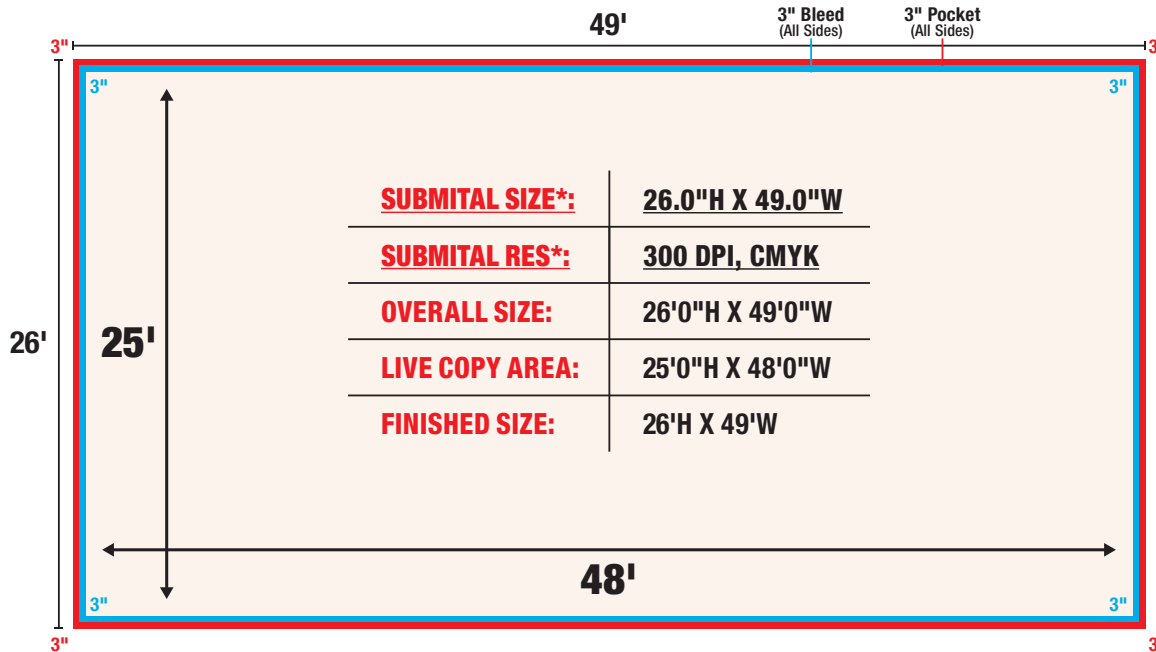 49'
3" Bleed
(All Sides)
3" Pocket
(All Sides)
3"
3
3"
3"
SUBMITAL SIZE*: 26.0"H X 49.0"W
SUBMITAL RES*: 300 DPI, CMYK
OVERALL SIZE: 26'0"H X 49'0"W
26'
25'
LIVE COPY AREA: 25'0"H X 48'0"W
FINISHED SIZE: 26'H X 49'W
48'
3"
3"
3"
3